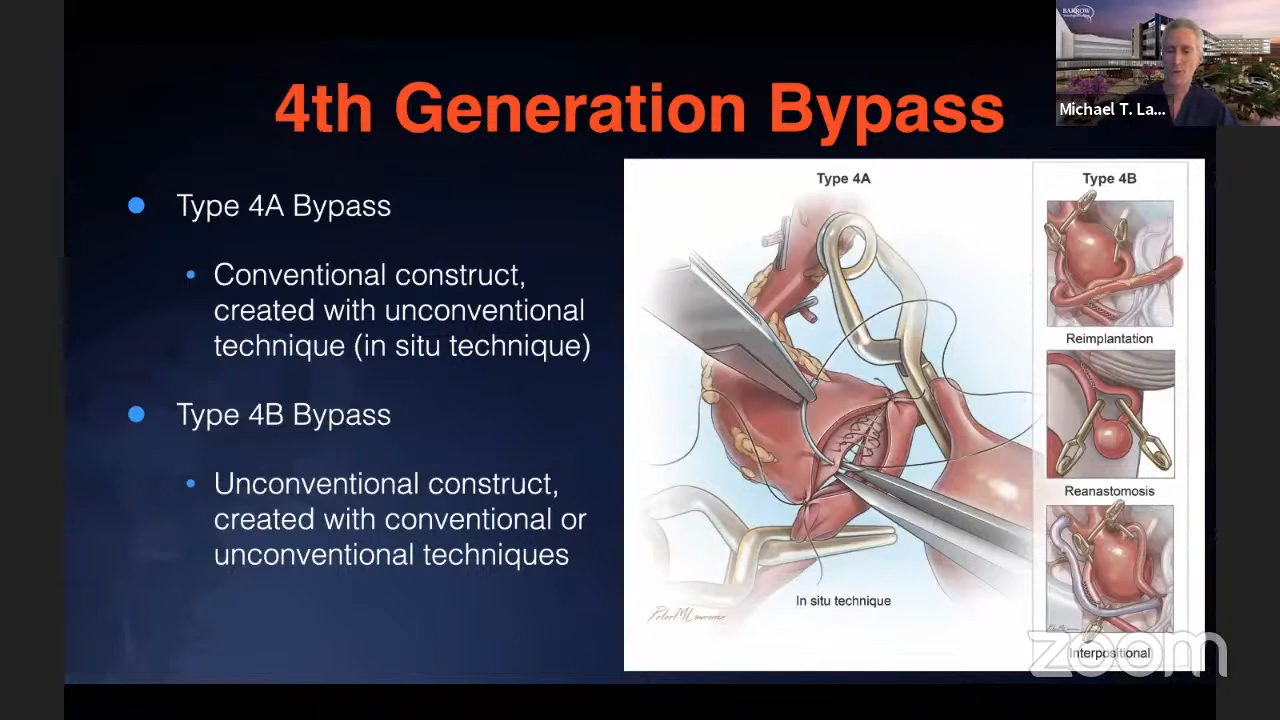 BARROW
Michael T. La...
4th Generation Bypass
Type 4A Bypass
Conventional construct,
created with unconventional
technique (in situ technique)
Type 4B Bypass
Unconventional construct,
created with conventional or
unconventional techniques
Type 4A
In situ technique
Type 4B
Reimplantation
Reanastomosis
Interpositional
zoom